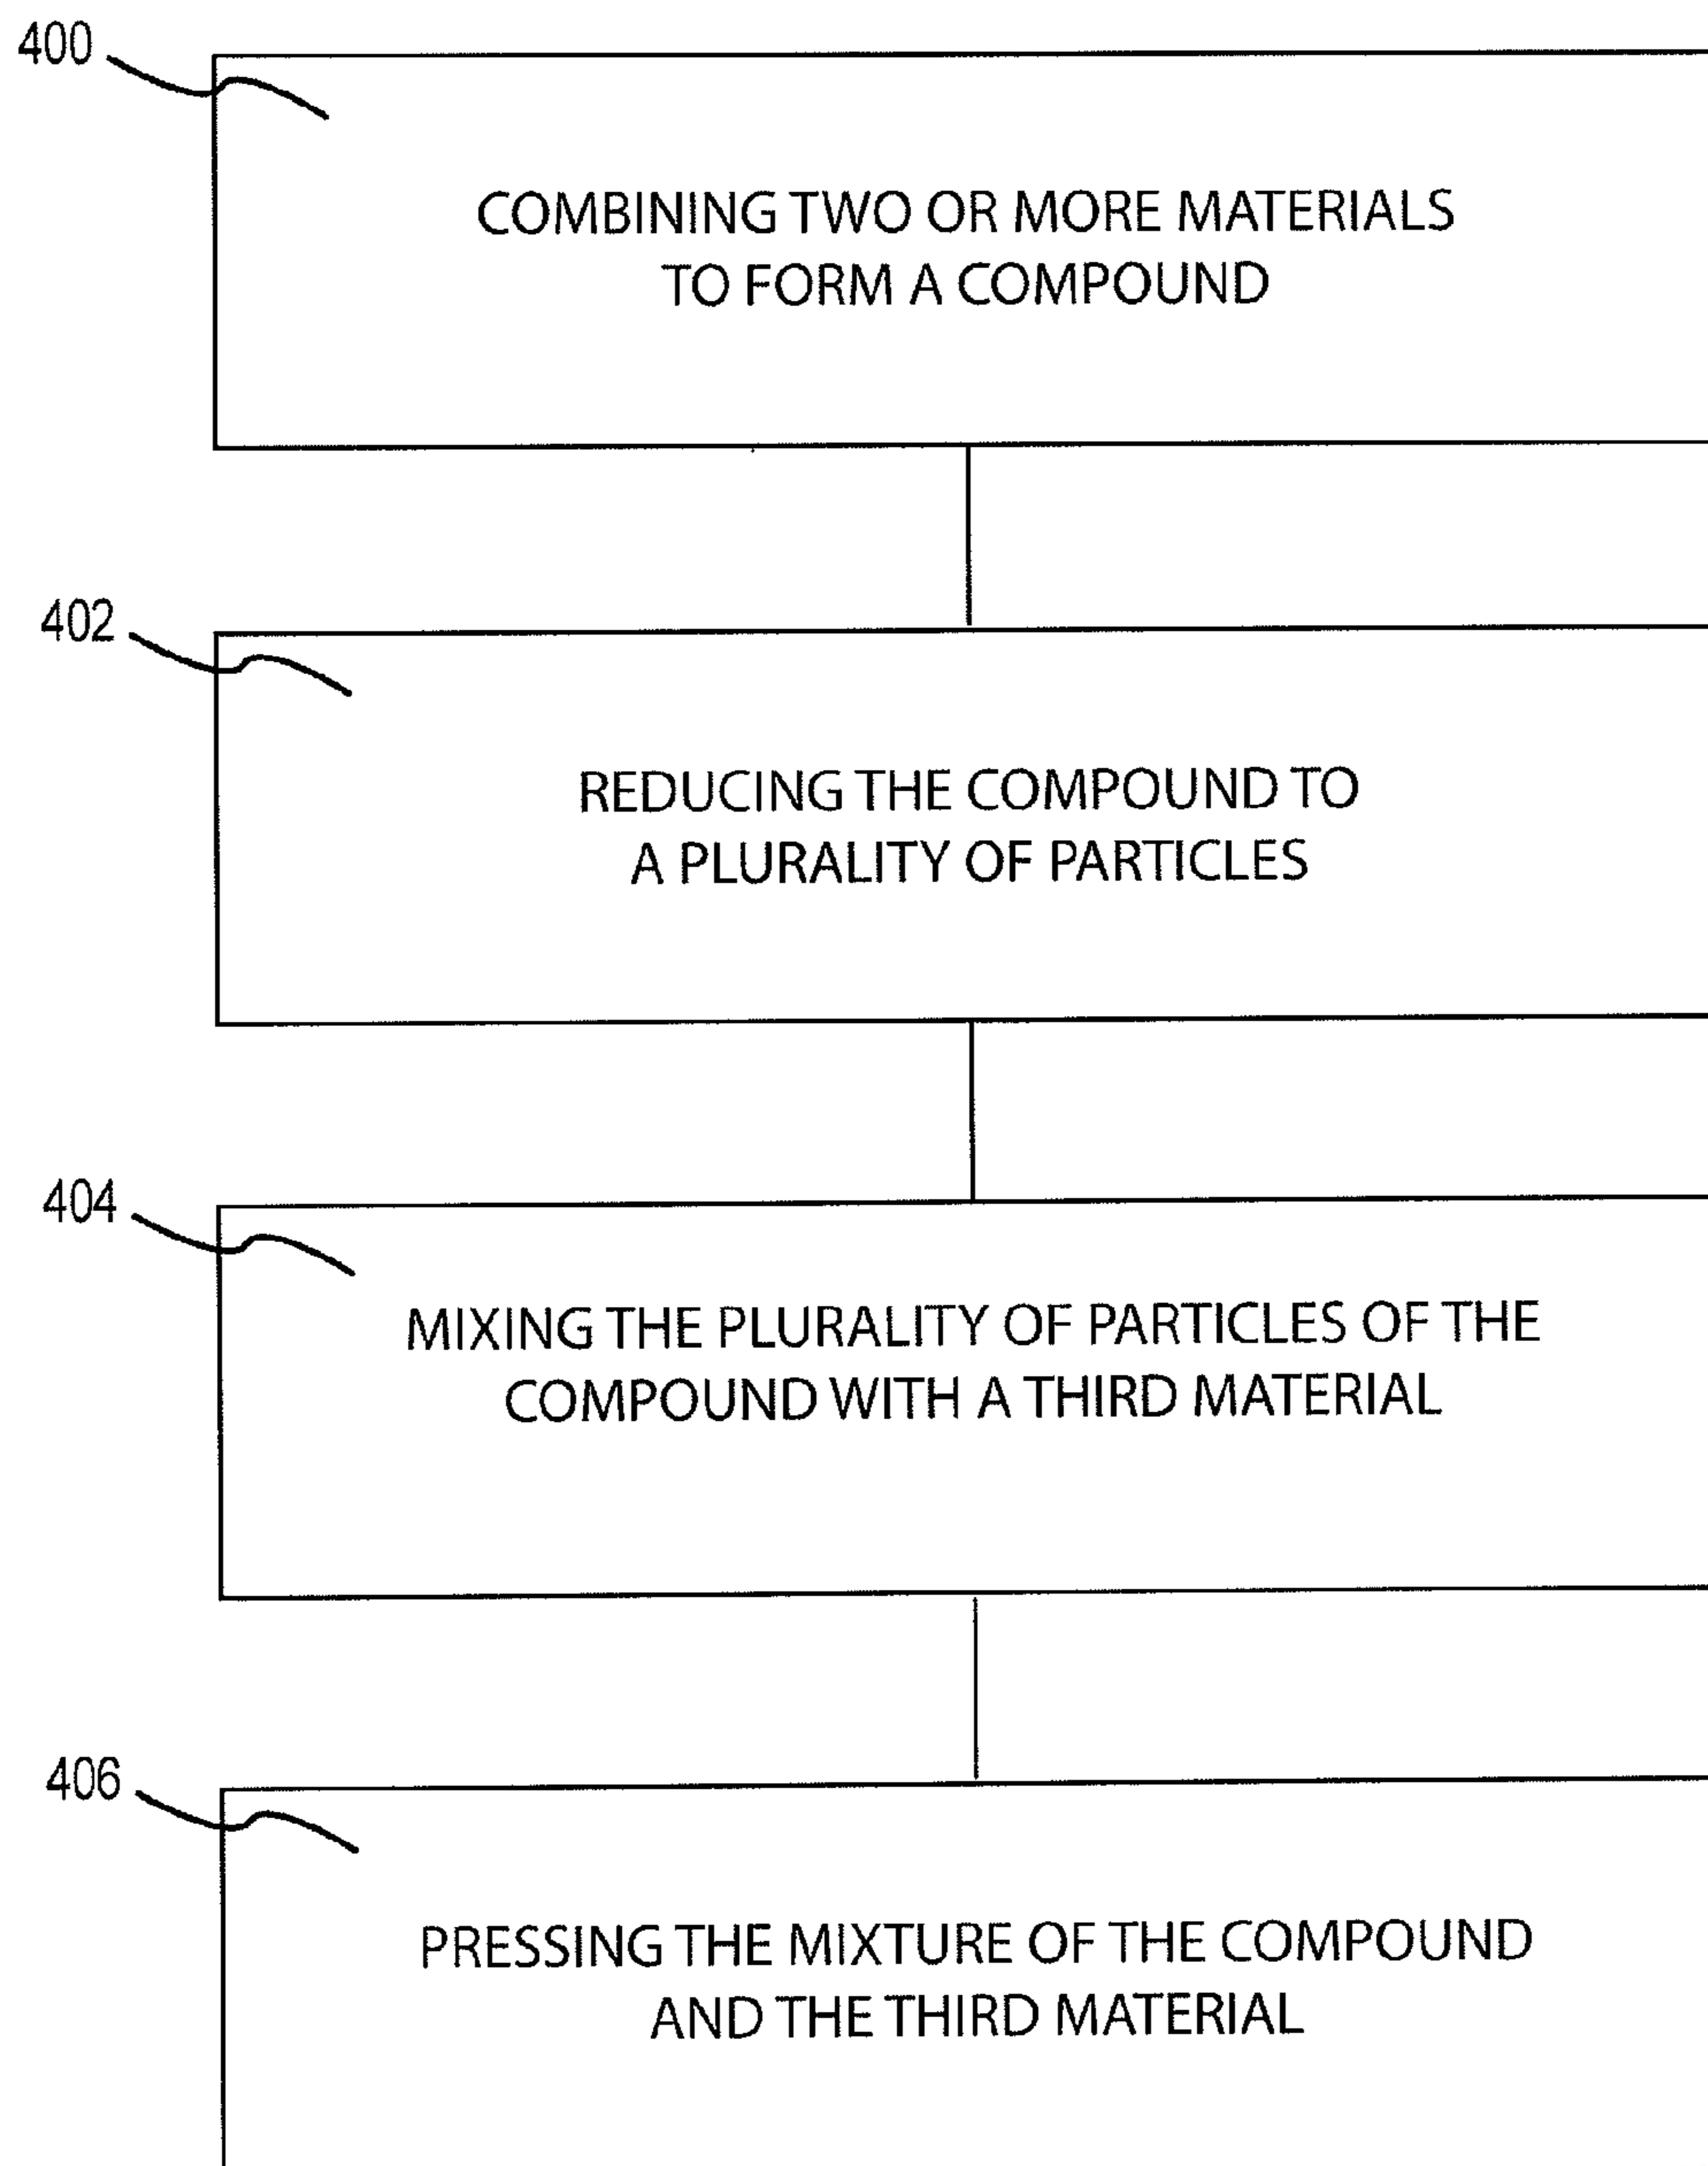 400
COMBINING TWO OR MORE MATERIALS
TO FORM A COMPOUND
402
REDUCING THE COMPOUND TO
A PLURALITY OF PARTICLES
404
MIXING THE PLURALITY OF PARTICLES OF THE
COMPOUND WITH A THIRD MATERIAL
406
PRESSING THE MIXTURE OF THE COMPOUND
AND THE THIRD MATERIAL